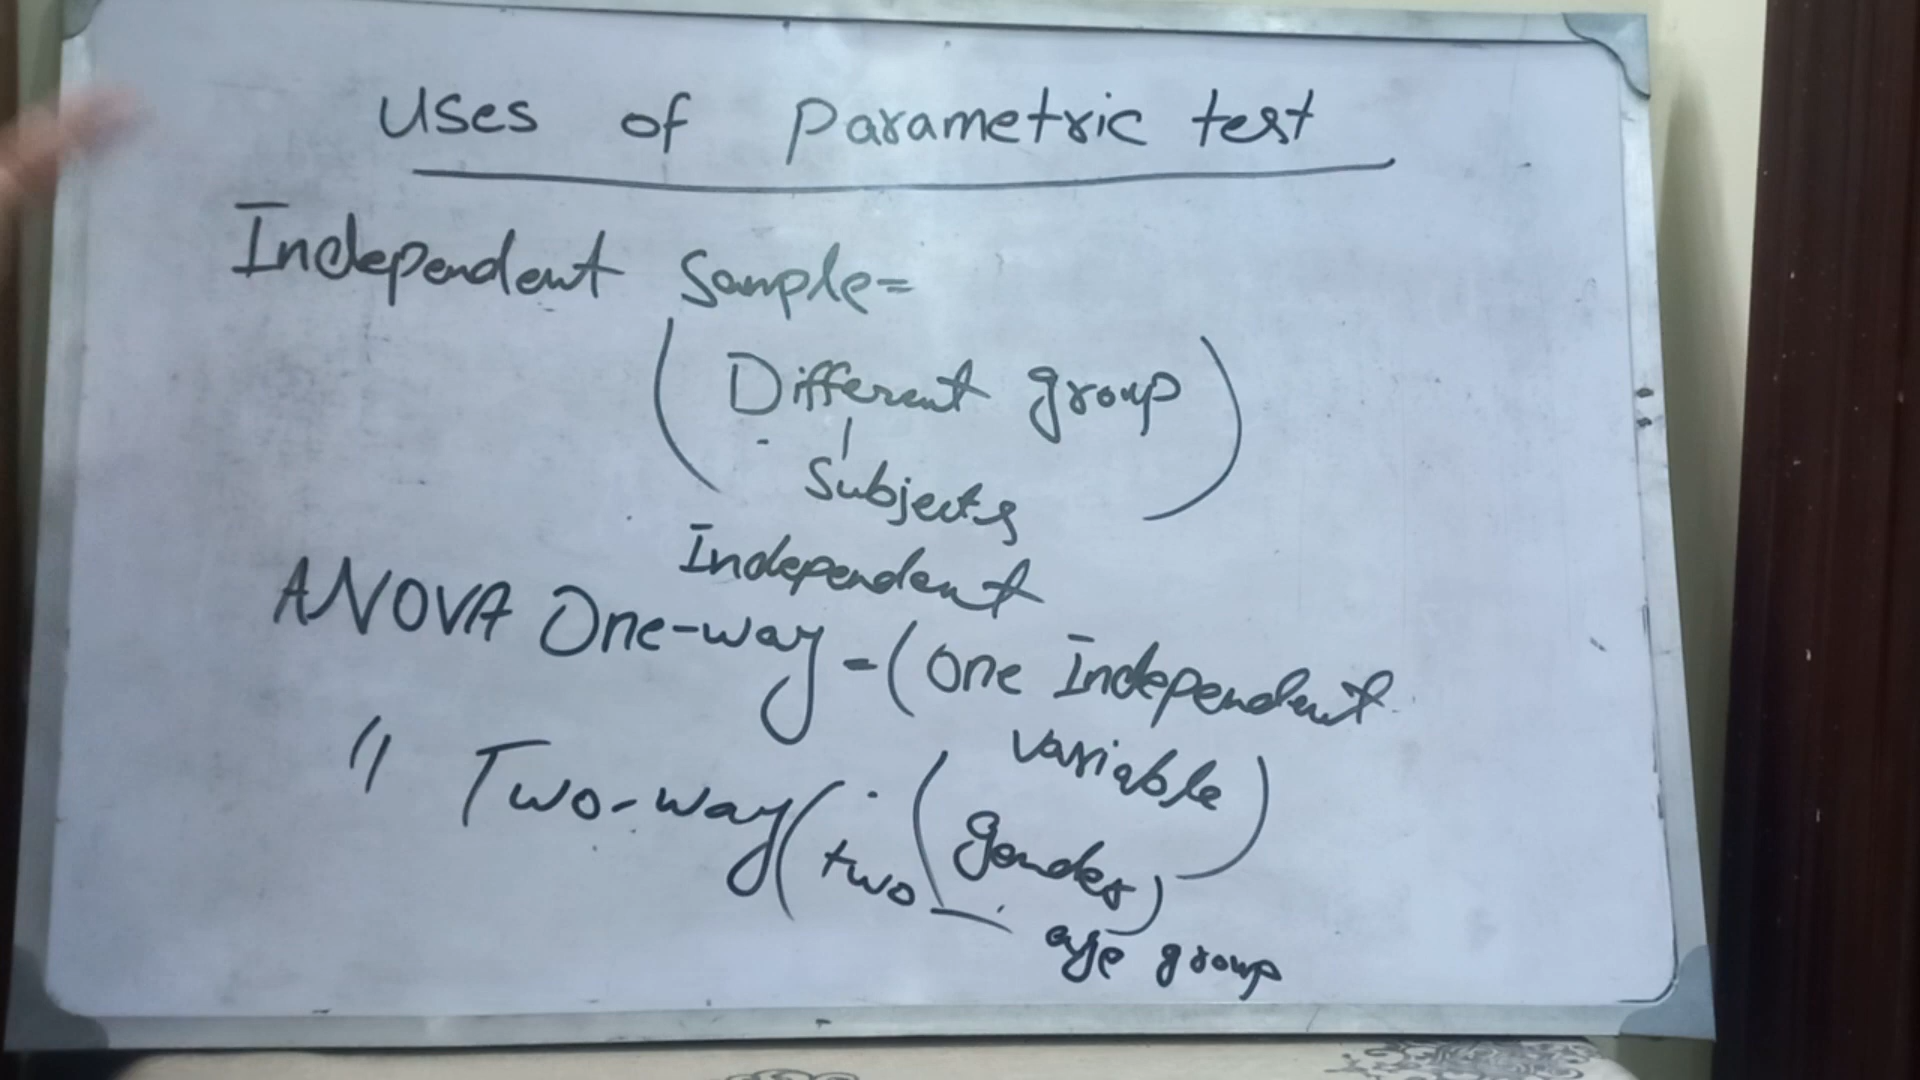 Uses of parametric test
Independent Sample=
(Different group)
Subjects
Independent
ANOVA One-way - (One Independent
variable)
" Two-way (two (gender)
age group